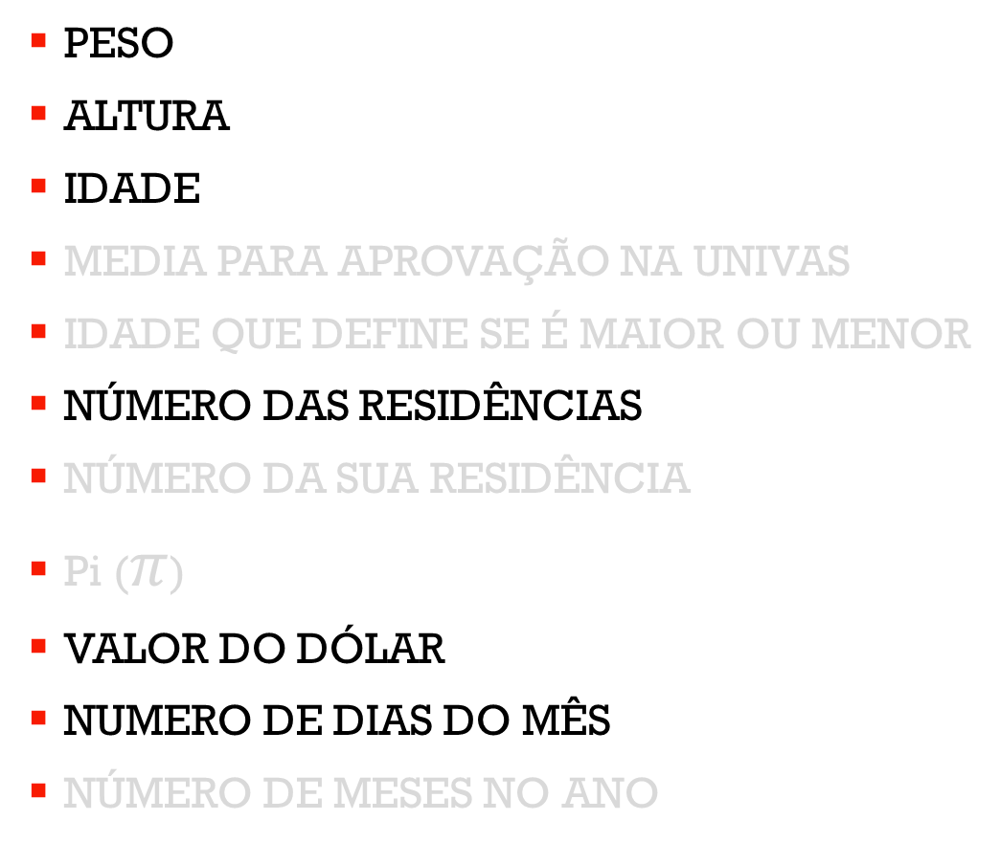 ▪ PESO
▪ ALTURA
▪ IDADE
▪ MEDIA PARA APROVAÇÃO NA UNIVAS
▪ IDADE QUE DEFINE SE É MAIOR OU MENOR
▪ NÚMERO DAS RESIDÊNCIAS
▪ NÚMERO DA SUA RESIDÊNCIA
▪ Pi (π)
▪ VALOR DO DÓLAR
▪ NUMERO DE DIAS DO MÊS
▪ NÚMERO DE MESES NO ANO